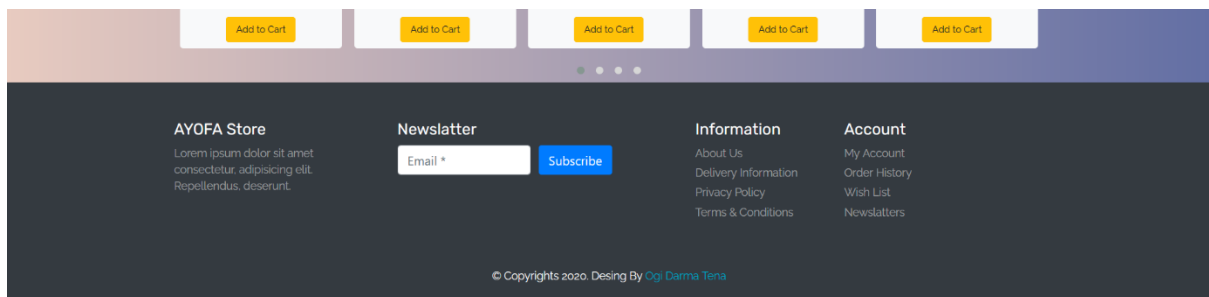 Add to Cart Add to Cart Add to Cart Add to Cart Add to Cart
AYOFA Store
Lorem ipsum dolor sit amet
consectetur, adipisicing elit.
Repellendus, deserunt.
Newslatter
Email *
Subscribe
Information
About Us
Delivery Information
Privacy Policy
Terms & Conditions
Account
My Account
Order History
Wish List
Newslatters
© Copyrights 2020. Desing By Ogi Darma Tena